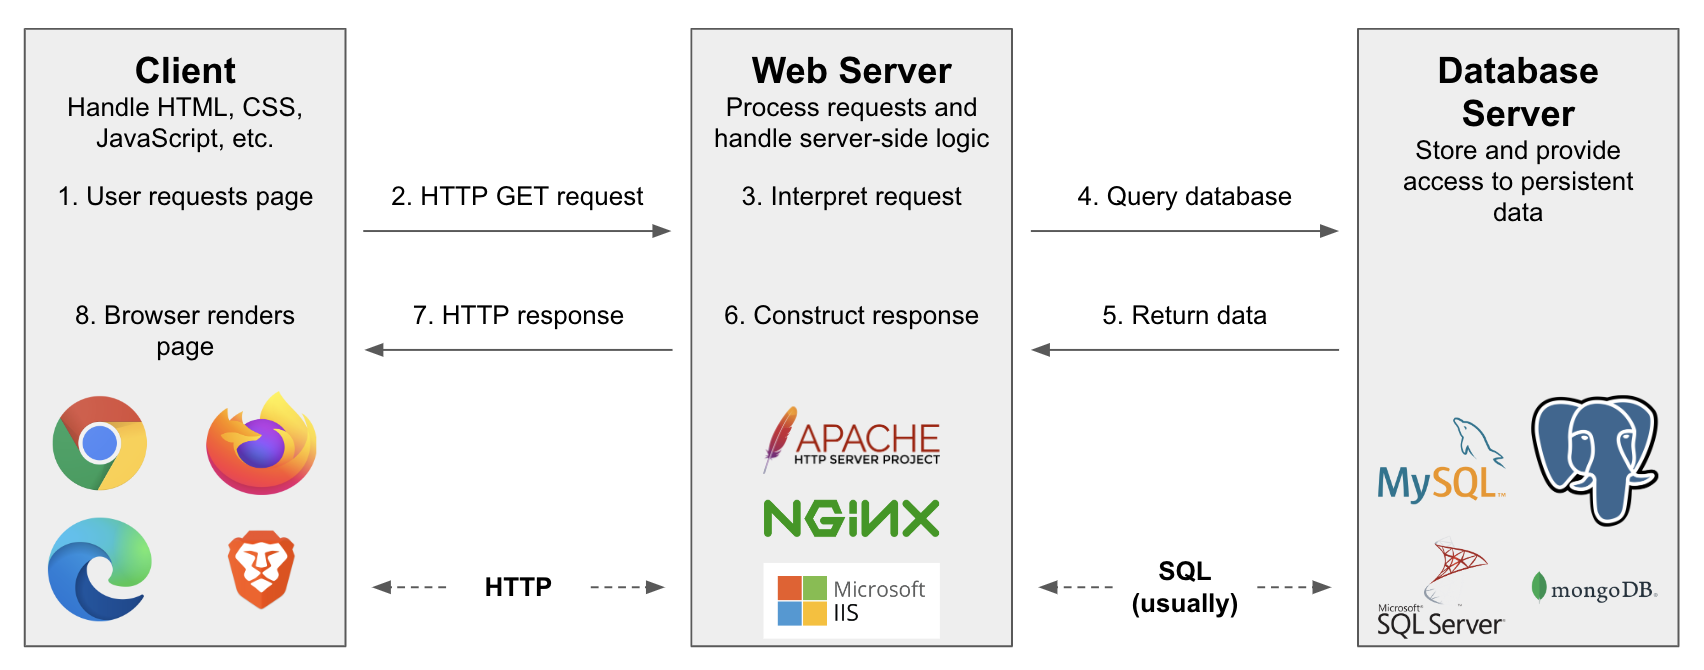 Client
Handle HTML, CSS,
JavaScript, etc.
1. User requests page
8. Browser renders
page
2. HTTP GET request
7. HTTP response
HTTP
Web Server
Process requests and
handle server-side logic
3. Interpret request
6. Construct response
APACHE
HTTP SERVER PROJECT
NGINX
Microsoft
IIS
4. Query database
5. Return data
SQL
(usually)
Database
Server
Store and provide
access to persistent
data
MySQL™
Microsoft®
SQL Server®
mongoDB®